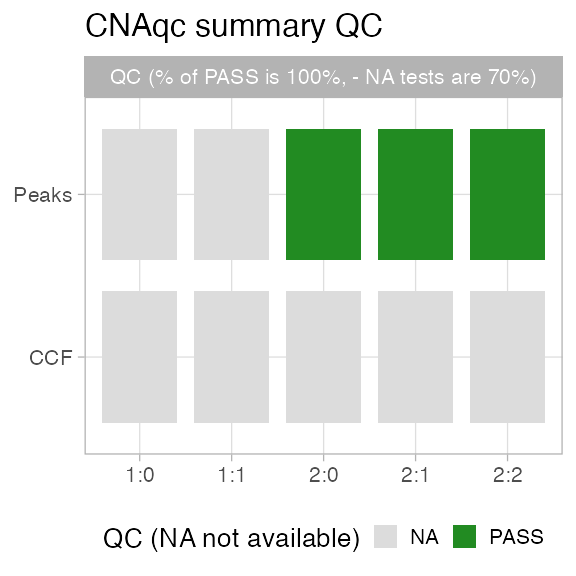 CNAqc summary QC
QC (% of PASS is 100%, - NA tests are 70%)
Peaks
CCF
1:0 1:1 2:0 2:1 2:2
QC (NA not available) NA PASS